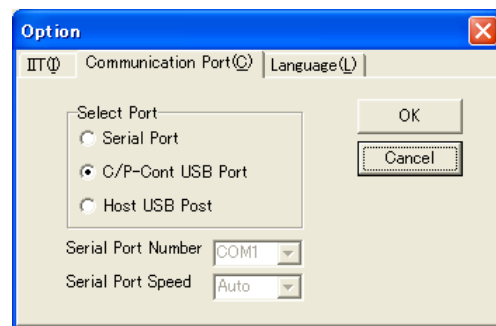 Option
IIT(I) Communication Port(C) Language(L)
Select Port
Serial Port
C/P-Cont USB Port
Host USB Post
OK
Cancel
Serial Port Number COM1
Serial Port Speed Auto